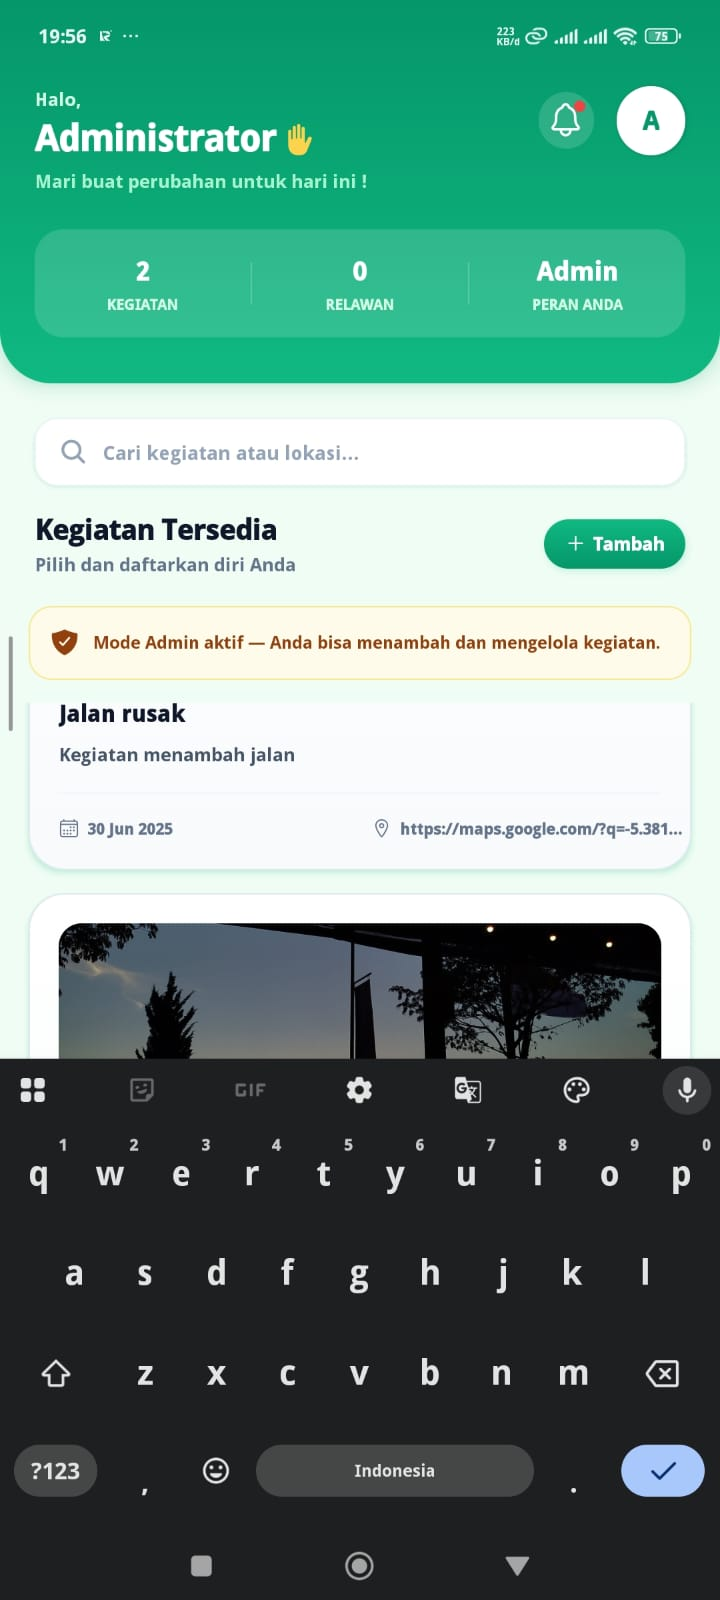 19:56
223
KB/d
75
Halo,
Administrator
A
Mari buat perubahan untuk hari ini !
2
KEGIATAN
0
RELAWAN
Admin
PERAN ANDA
Cari kegiatan atau lokasi...
Kegiatan Tersedia
Pilih dan daftarkan diri Anda
+ Tambah
Mode Admin aktif — Anda bisa menambah dan mengelola kegiatan.
Jalan rusak
Kegiatan menambah jalan
30 Jun 2025
https://maps.google.com/?q=-5.381...
GIF
1 2 3 4 5 6 7 8 9 0
q w e r t y u i o p
a s d f g h j k l
z x c v b n m
?123 , Indonesia .